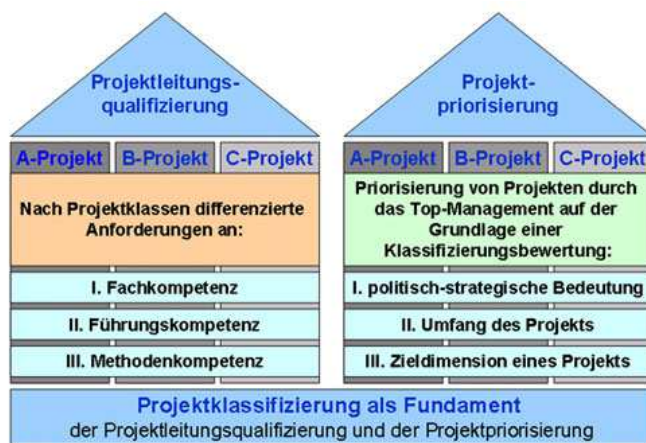 Projektleitungs-
qualifizierung
A-Projekt B-Projekt C-Projekt
Nach Projektklassen differenzierte
Anforderungen an:
I. Fachkompetenz
II. Führungskompetenz
III. Methodenkompetenz
Projekt-
priorisierung
A-Projekt B-Projekt C-Projekt
Priorisierung von Projekten durch
das Top-Management auf der
Grundlage einer
Klassifizierungsbewertung:
I. politisch-strategische Bedeutung
II. Umfang des Projekts
III. Zieldimension eines Projekts
Projektklassifizierung als Fundament
der Projektleitungsqualifizierung und der Projektpriorisierung